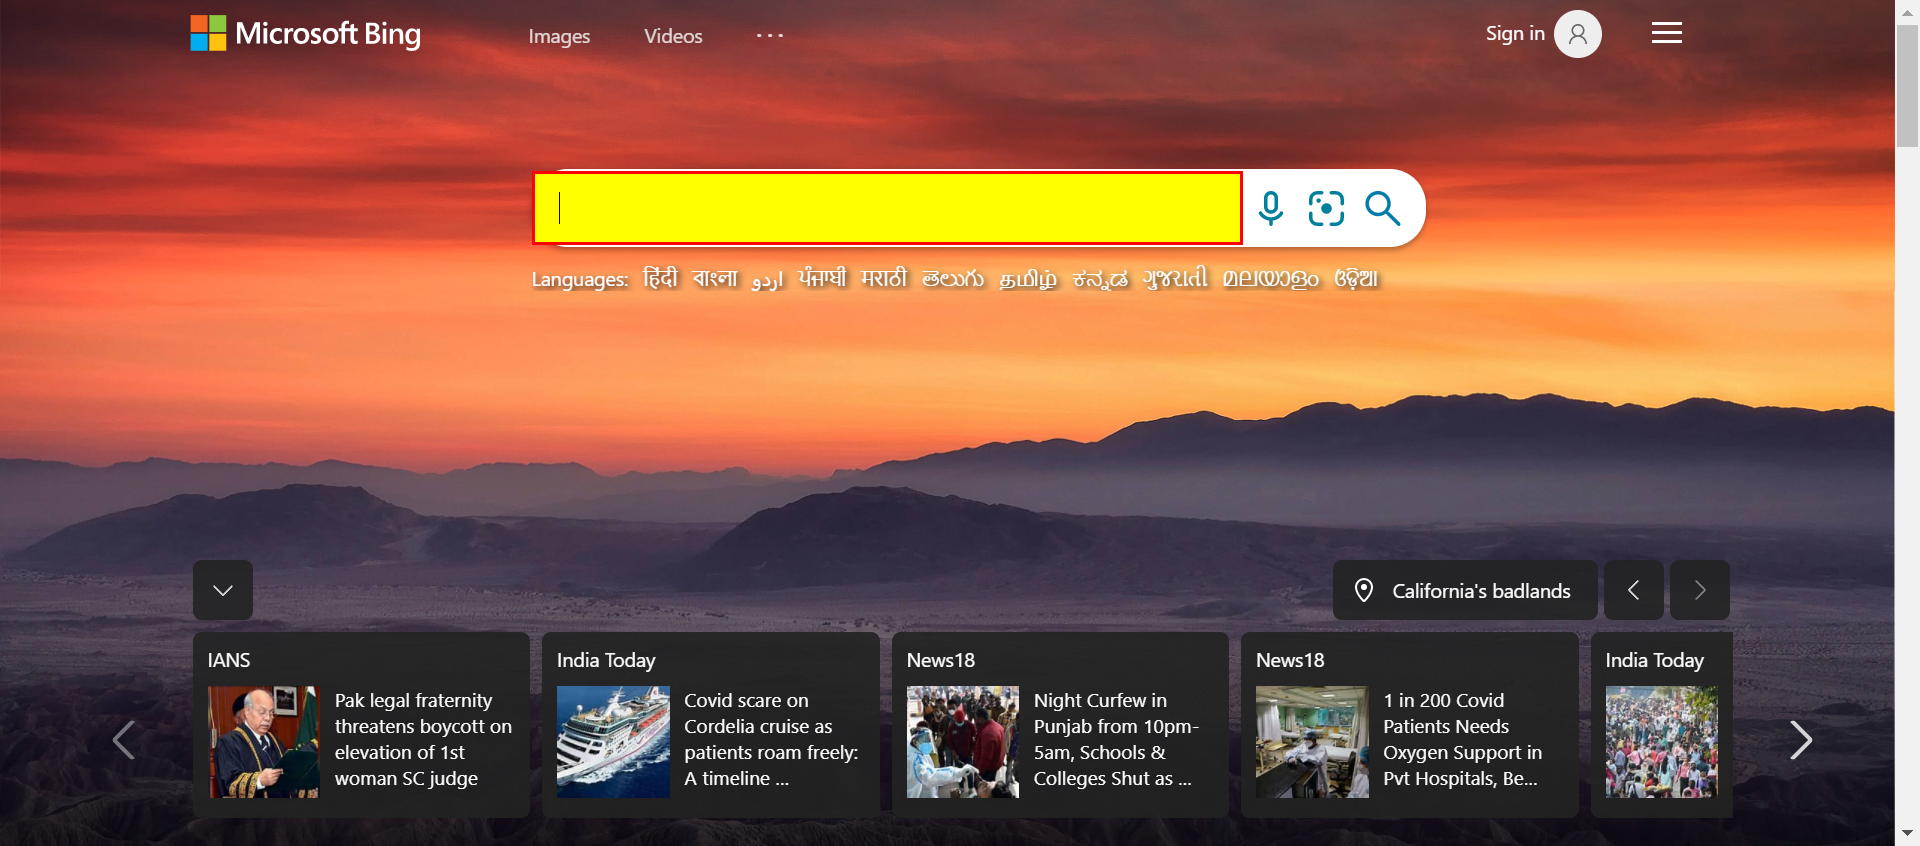 Microsoft Bing
Images
Videos
Sign in
Languages: हिंदी বাংলা اردو ਪੰਜਾਬੀ मराठी తెలుగు தமிழ் ಕನ್ನಡ ગુજરાતી മലയാളം ଓଡ଼ିଆ
California's badlands
IANS
Pak legal fraternity
threatens boycott on
elevation of 1st
woman SC judge
India Today
Covid scare on
Cordelia cruise as
patients roam freely:
A timeline ...
News18
Night Curfew in
Punjab from 10pm-
5am, Schools &
Colleges Shut as ...
News18
1 in 200 Covid
Patients Needs
Oxygen Support in
Pvt Hospitals, Be...
India Today